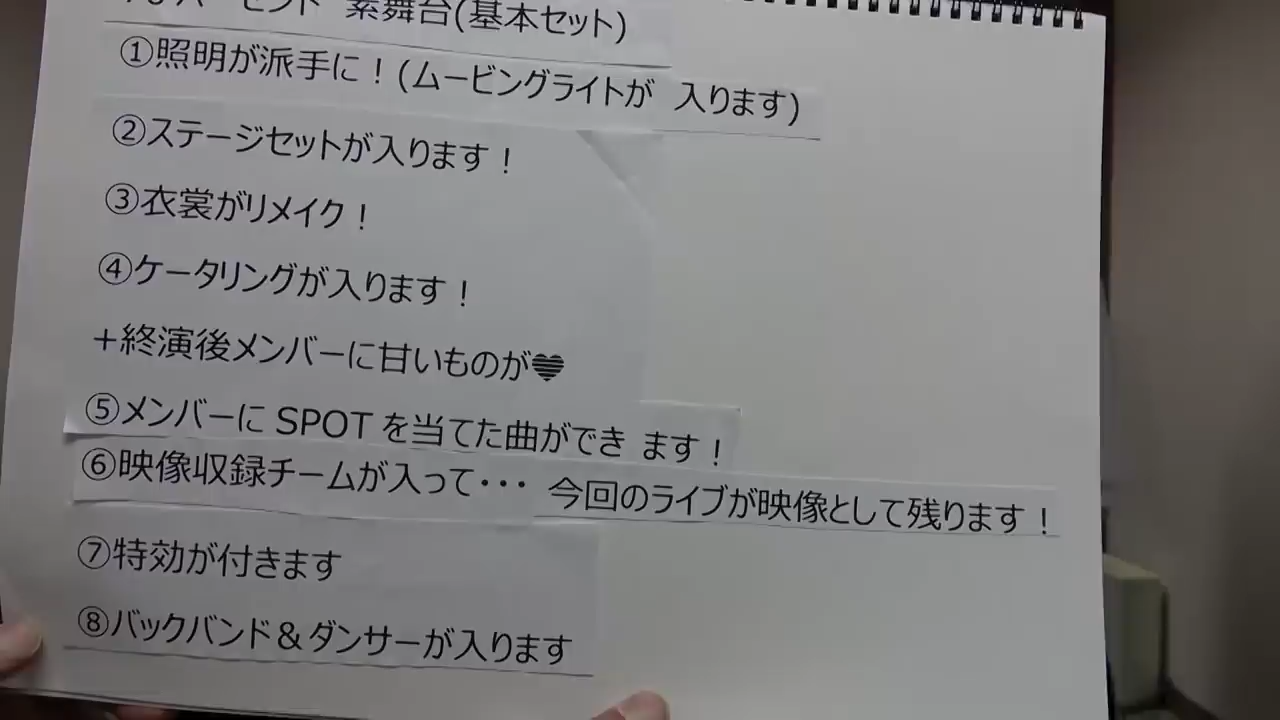 パーセント 素舞台(基本セット)
①照明が派手に！(ムービングライトが 入ります)
②ステージセットが入ります！
③衣裳がリメイク！
④ケータリングが入ります！
＋終演後メンバーに甘いものが♥
⑤メンバーに SPOT を当てた曲ができ ます！
⑥映像収録チームが入って・・・ 今回のライブが映像として残ります！
⑦特効が付きます
⑧バックバンド＆ダンサーが入ります